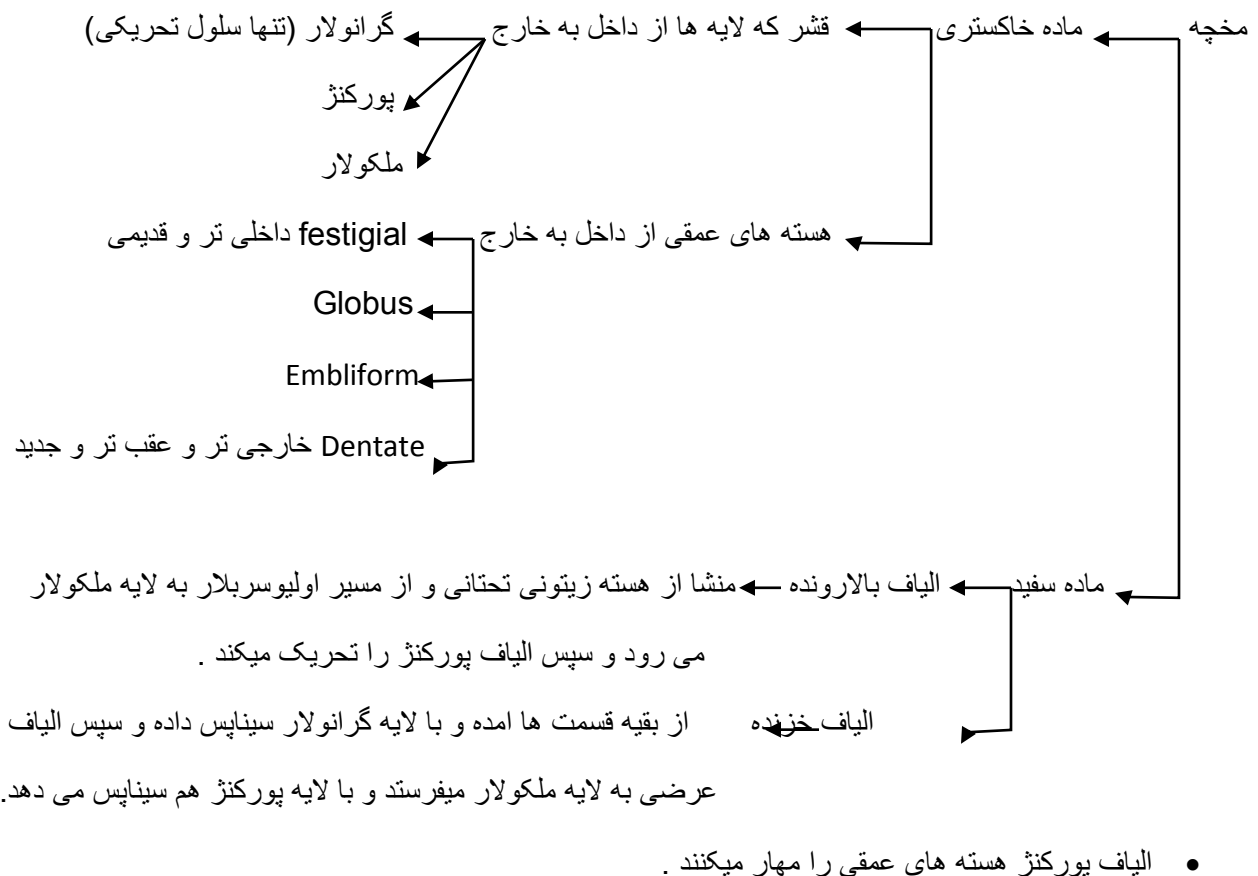 مخچه ماده خاکستری قشر که لایه ها از داخل به خارج گرانولار (تنها سلول تحریکی)
پورکنژ
ملکولار
هسته های عمقی از داخل به خارج festigial داخلی تر و قدیمی
Globus
Embliform
Dentate خارجی تر و عقب تر و جدید
ماده سفید الیاف بالارونده منشا از هسته زیتونی تحتانی و از مسیر اولیوسربلار به لایه ملکولار
می رود و سپس الیاف پورکنژ را تحریک میکند .
الیاف خزنده از بقیه قسمت ها امده و با لایه گرانولار سیناپس داده و سپس الیاف
عرضی به لایه ملکولار میفرستد و با لایه پورکنژ هم سیناپس می دهد.
• الیاف پورکنژ هسته های عمقی را مهار میکنند .